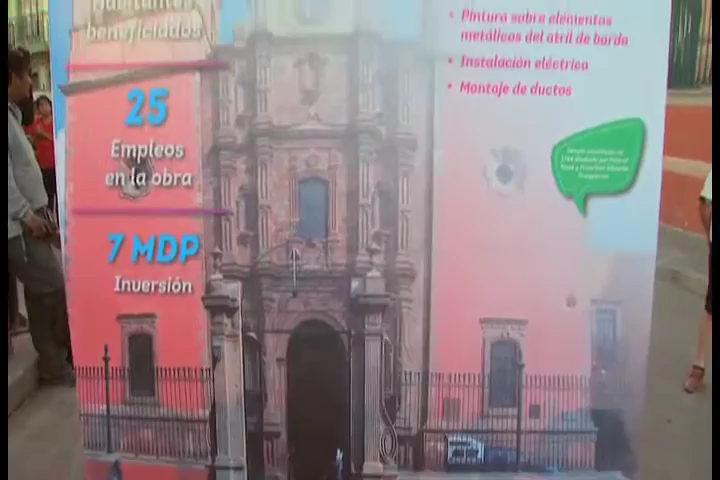 Habitantes
beneficiados
25
Empleos
en la obra
7 MDP
Inversión
• Pintura sobre elementos
metálicos del atril de borda
• Instalación eléctrica
• Montaje de ductos